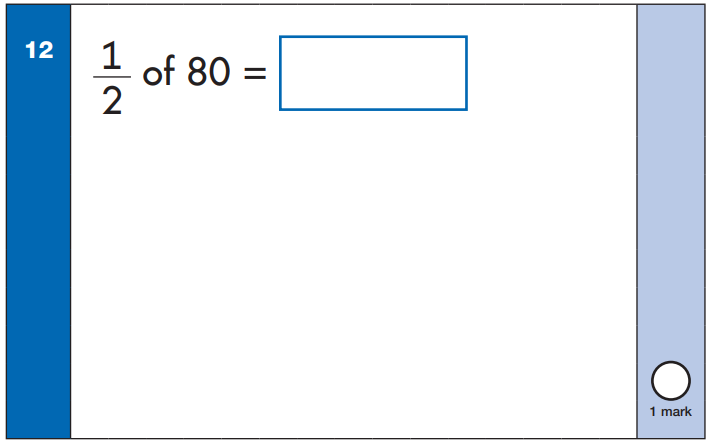 12
1/2 of 80 =
1 mark